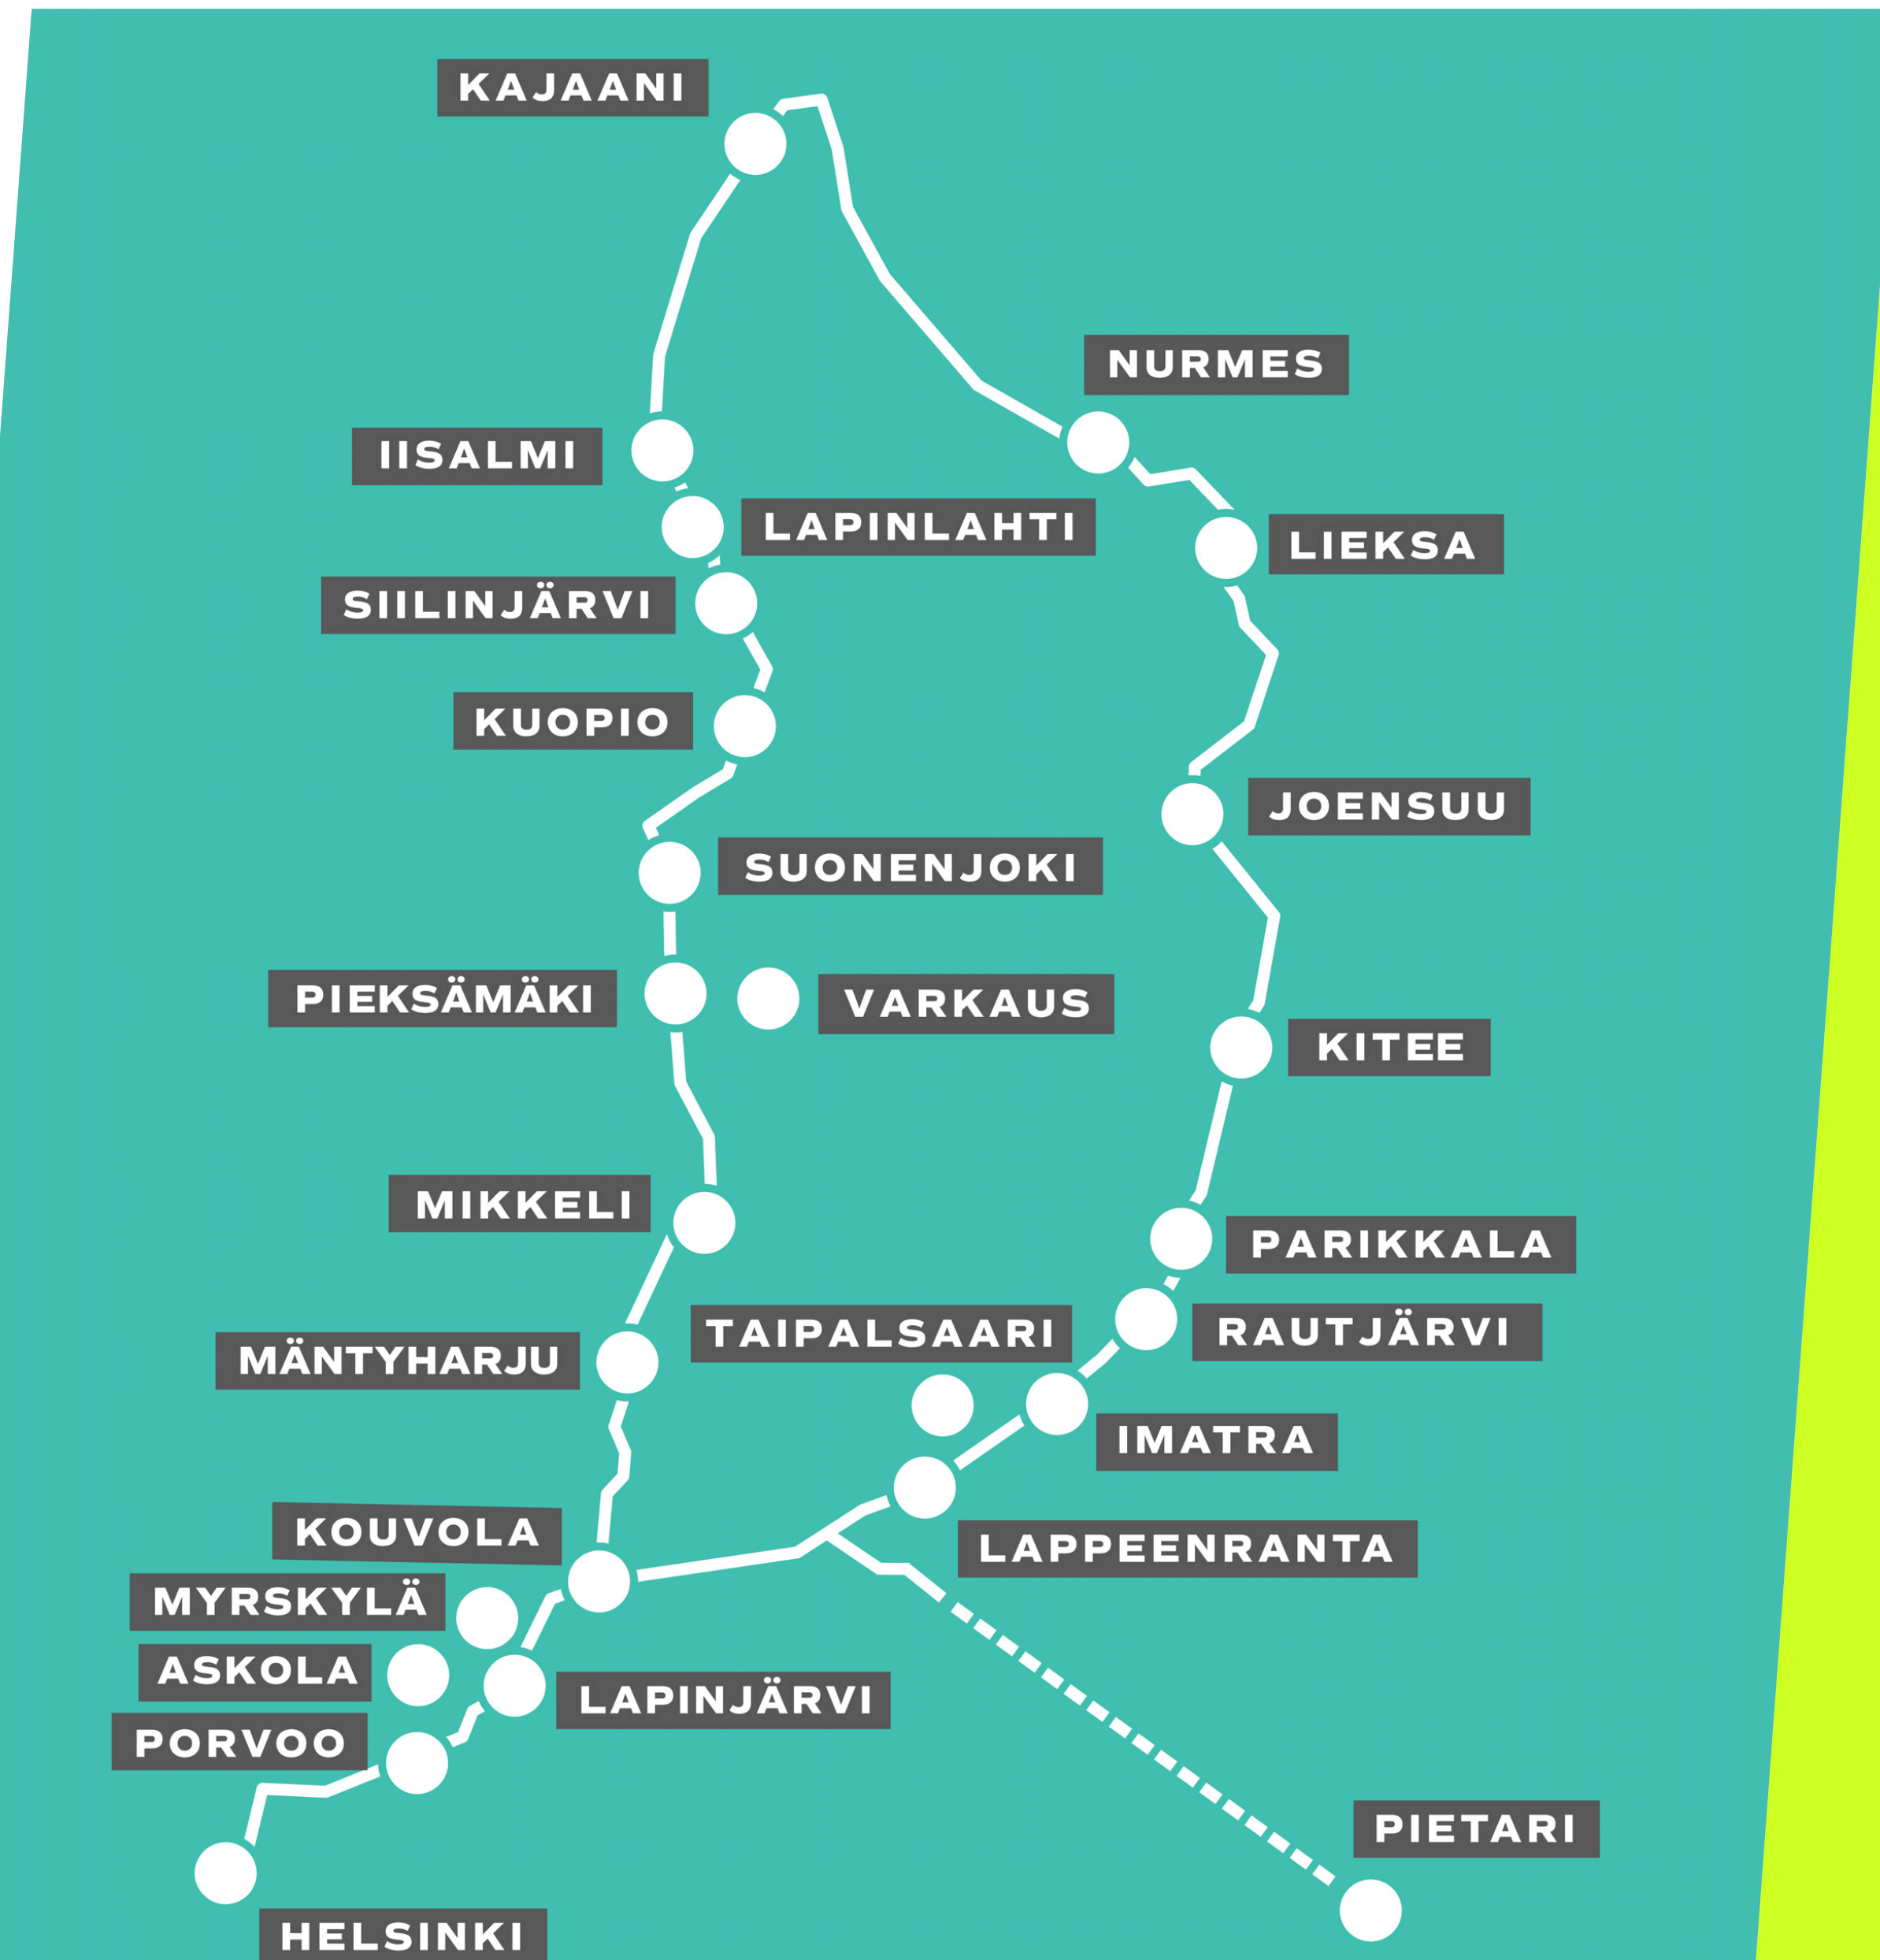 KAJAANI
NURMES
IISALMI
LAPINLAHTI
LIEKSA
SIILINJÄRVI
KUOPIO
JOENSUU
SUONENJOKI
PIEKSÄMÄKI
VARKAUS
KITEE
MIKKELI
PARIKKALA
RAUTJÄRVI
TAIPALSAARI
MÄNTYHARJU
IMATRA
KOUVOLA
LAPPEENRANTA
MYRSKYLÄ
ASKOLA
LAPINJÄRVI
PORVOO
PIETARI
HELSINKI